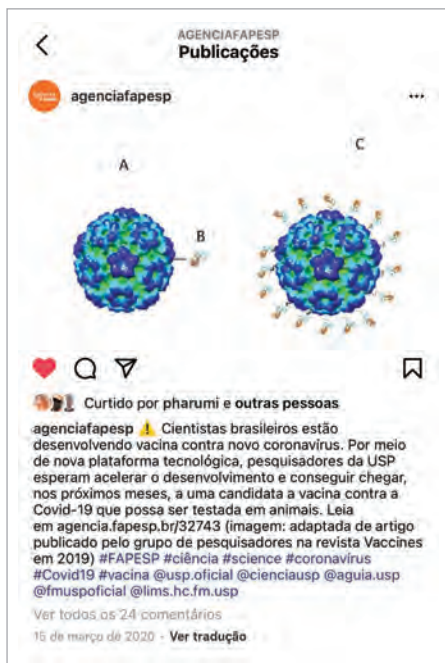 AGENCIAFAPESP
Publicações
agenciafapesp
A
C
B
Curtido por pharumi e outras pessoas
agenciafapesp ⚠️ Cientistas brasileiros estão
desenvolvendo vacina contra novo coronavírus. Por meio
de nova plataforma tecnológica, pesquisadores da USP
esperam acelerar o desenvolvimento e conseguir chegar,
nos próximos meses, a uma candidata a vacina contra a
Covid-19 que possa ser testada em animais. Leia
em agencia.fapesp.br/32743 (imagem: adaptada de artigo
publicado pelo grupo de pesquisadores na revista Vaccines
em 2019) #FAPESP #ciência #science #coronavírus
#Covid19 #vacina @usp.oficial @cienciausp @aguia.usp
@fmuspoficial @lims.hc.fm.usp
Ver todos os 24 comentários
15 de março de 2020 · Ver tradução